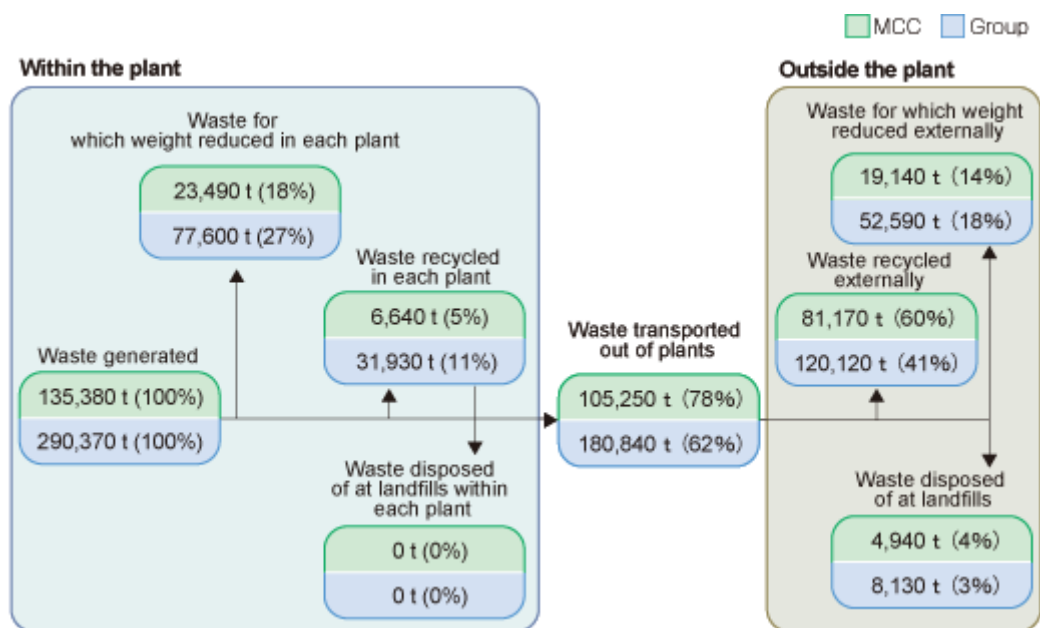 MCC
Group
Within the plant
Waste for
which weight reduced in each plant
23,490 t (18%)
77,600 t (27%)
Waste recycled
in each plant
6,640 t (5%)
31,930 t (11%)
Waste generated
135,380 t (100%)
290,370 t (100%)
Waste disposed
of at landfills within
each plant
0 t (0%)
0 t (0%)
Waste transported
out of plants
105,250 t (78%)
180,840 t (62%)
Outside the plant
Waste for which weight
reduced externally
19,140 t (14%)
52,590 t (18%)
Waste recycled
externally
81,170 t (60%)
120,120 t (41%)
Waste disposed
of at landfills
4,940 t (4%)
8,130 t (3%)